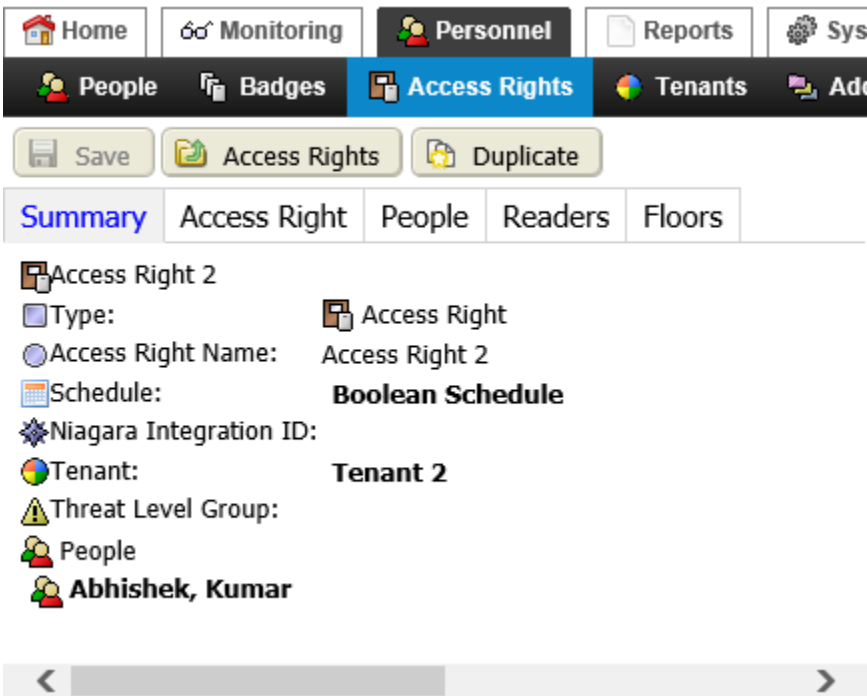 Home Monitoring Personnel Reports Sys
People Badges Access Rights Tenants Add
Save Access Rights Duplicate
Summary Access Right People Readers Floors
Access Right 2
Type: Access Right
Access Right Name: Access Right 2
Schedule: Boolean Schedule
Niagara Integration ID:
Tenant: Tenant 2
Threat Level Group:
People
Abhishek, Kumar